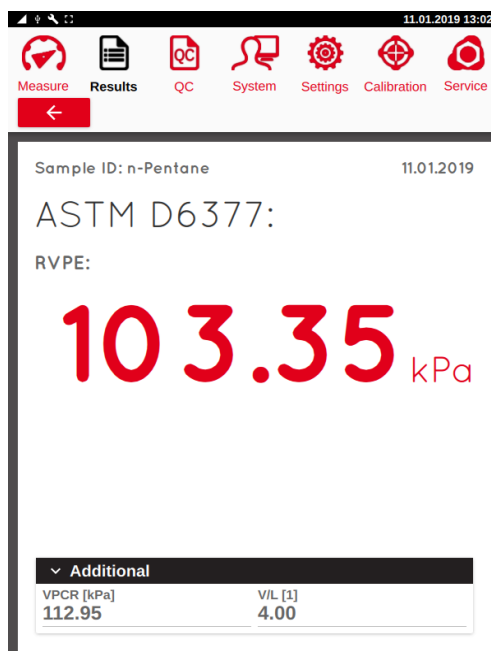 11.01.2019 13:02
Measure Results QC System Settings Calibration Service
QC
Sample ID: n-Pentane 11.01.2019
ASTM D6377:
RVPE:
103.35 kPa
Additional
VPCR [kPa] V/L [1]
112.95 4.00